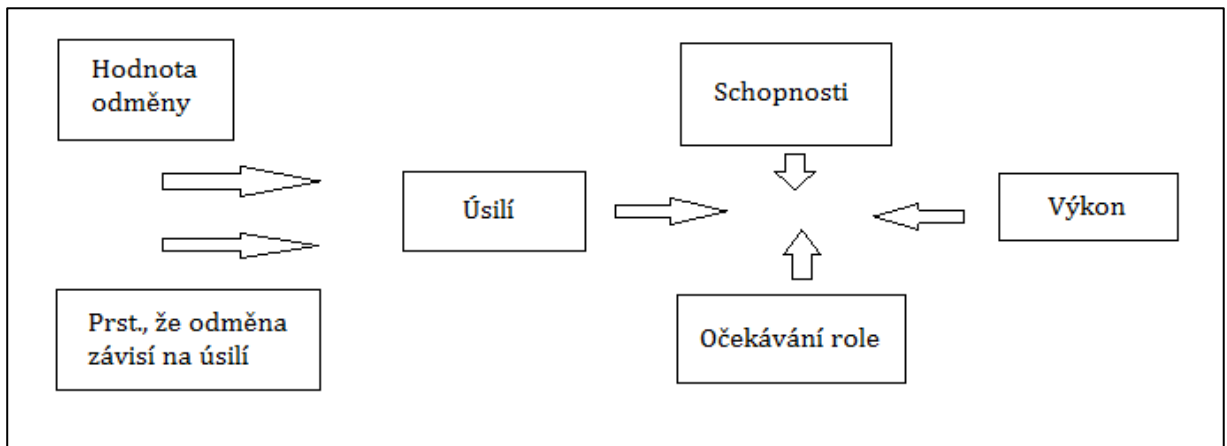 Hodnota
odměny
Schopnosti
Úsilí
Výkon
Prst., že odměna
závisí na úsilí
Očekávání role